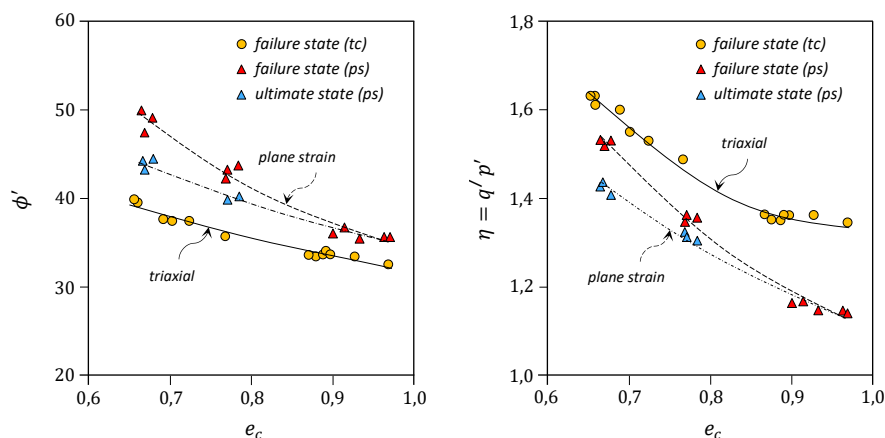 60
50
40
30
20
ϕ′
0,6 0,7 0,8 0,9 1,0
e_c
failure state (tc)
failure state (ps)
ultimate state (ps)
plane strain
triaxial
1,8
1,6
1,4
1,2
1,0
η = q′/p′
0,6 0,7 0,8 0,9 1,0
e_c
failure state (tc)
failure state (ps)
ultimate state (ps)
triaxial
plane strain